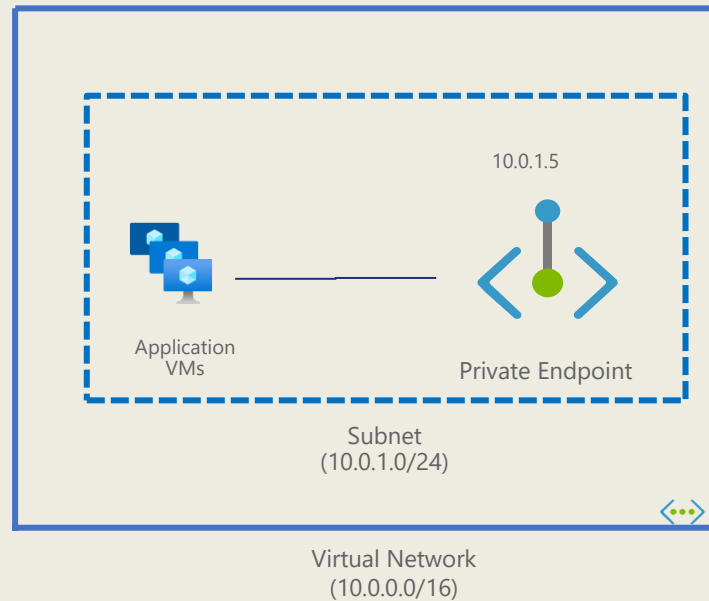 10.0.1.5
Application
VMs
Private Endpoint
Subnet
(10.0.1.0/24)
Virtual Network
(10.0.0.0/16)